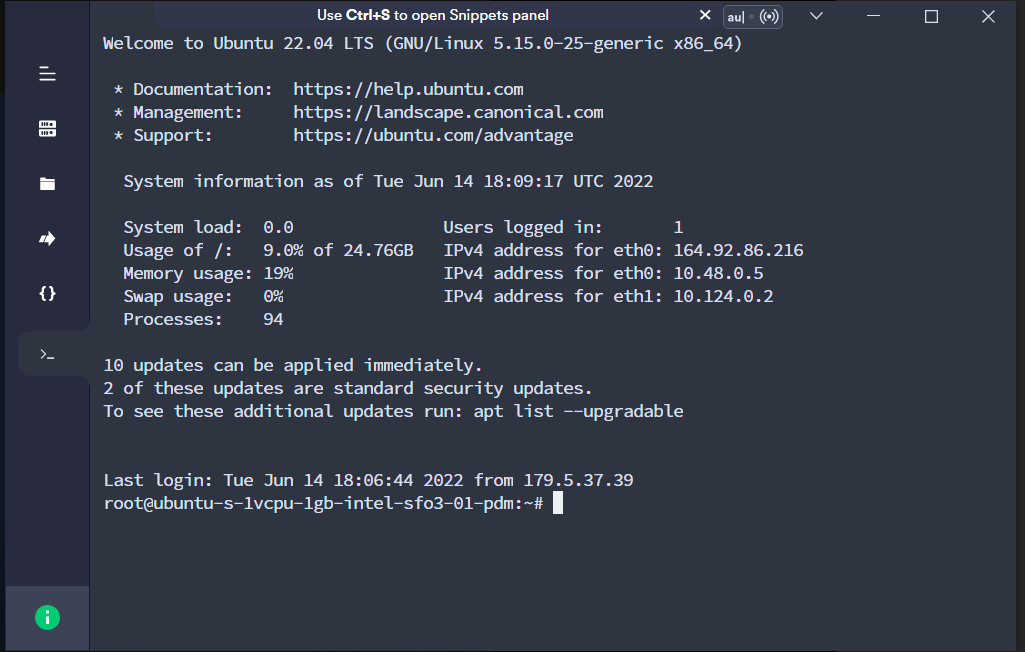 Use Ctrl+S to open Snippets panel
au|
Welcome to Ubuntu 22.04 LTS (GNU/Linux 5.15.0-25-generic x86_64)
* Documentation:  https://help.ubuntu.com
* Management:     https://landscape.canonical.com
* Support:        https://ubuntu.com/advantage
System information as of Tue Jun 14 18:09:17 UTC 2022
System load:  0.0               Users logged in:       1
Usage of /:   9.0% of 24.76GB   IPv4 address for eth0: 164.92.86.216
Memory usage: 19%               IPv4 address for eth0: 10.48.0.5
Swap usage:   0%                IPv4 address for eth1: 10.124.0.2
Processes:    94
10 updates can be applied immediately.
2 of these updates are standard security updates.
To see these additional updates run: apt list --upgradable
Last login: Tue Jun 14 18:06:44 2022 from 179.5.37.39
root@ubuntu-s-1vcpu-1gb-intel-sfo3-01-pdm:~#